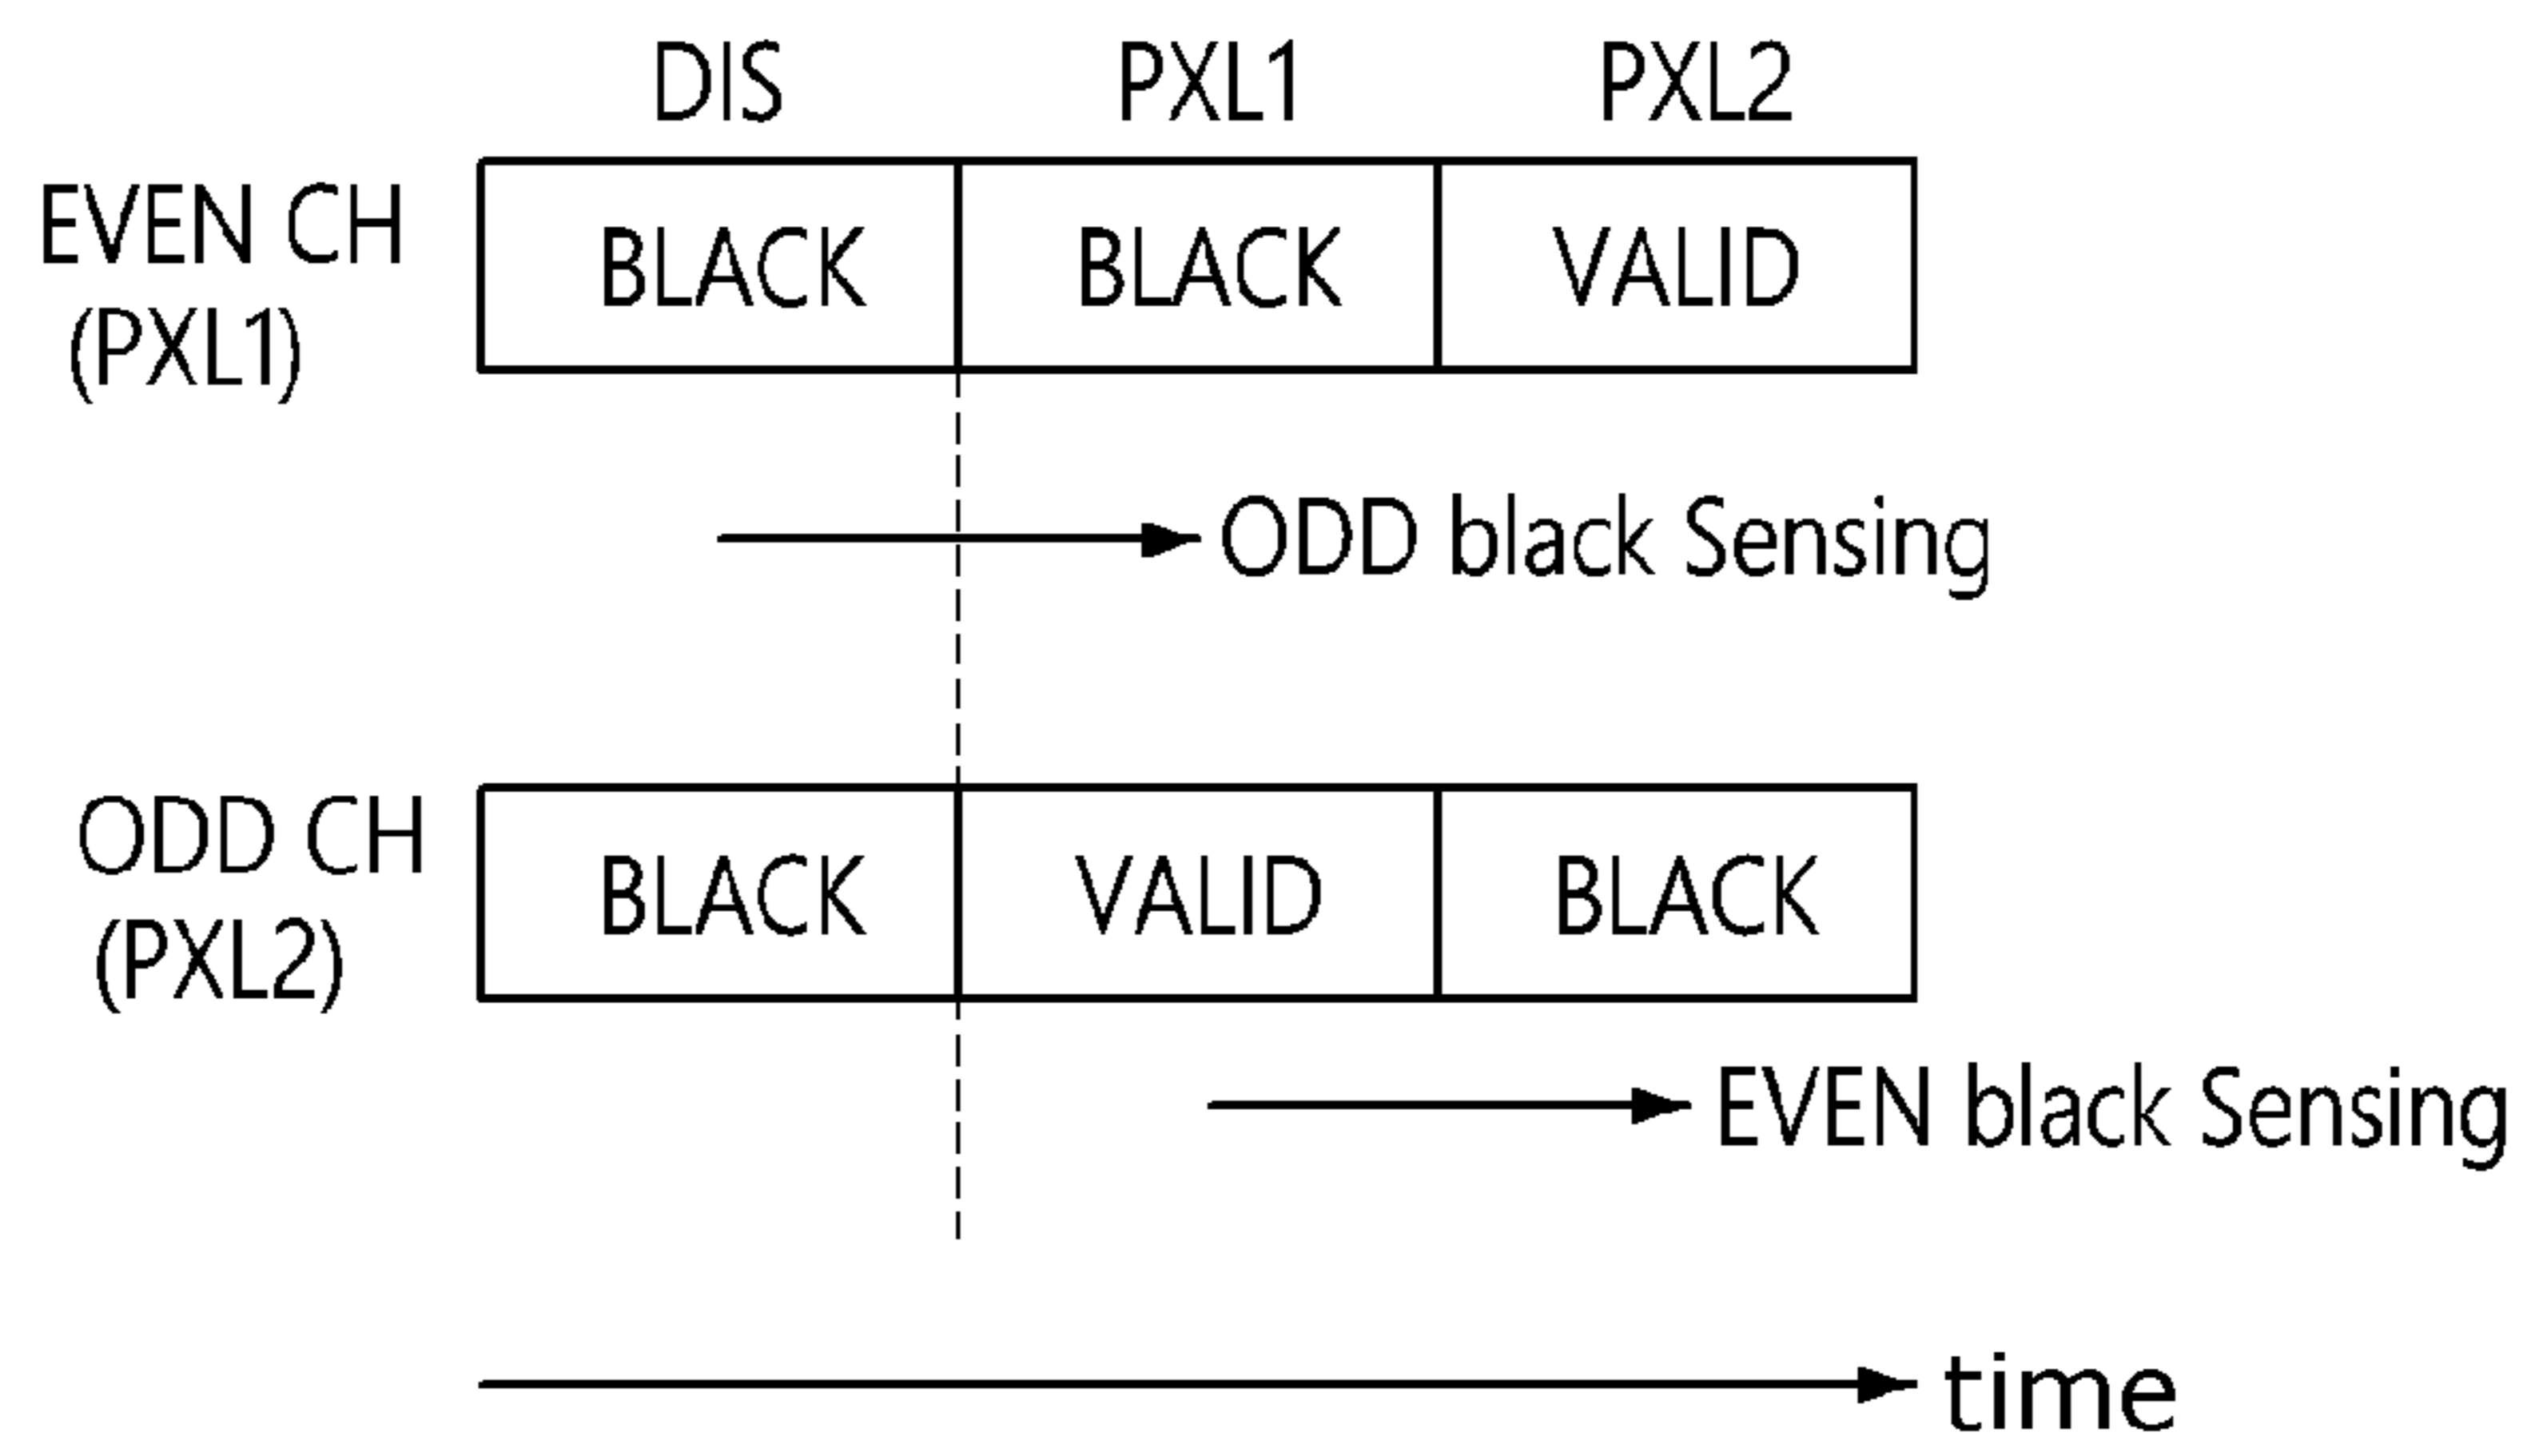 DIS PXL1 PXL2
EVEN CH
(PXL1)
BLACK BLACK VALID
ODD black Sensing
ODD CH
(PXL2)
BLACK VALID BLACK
EVEN black Sensing
time